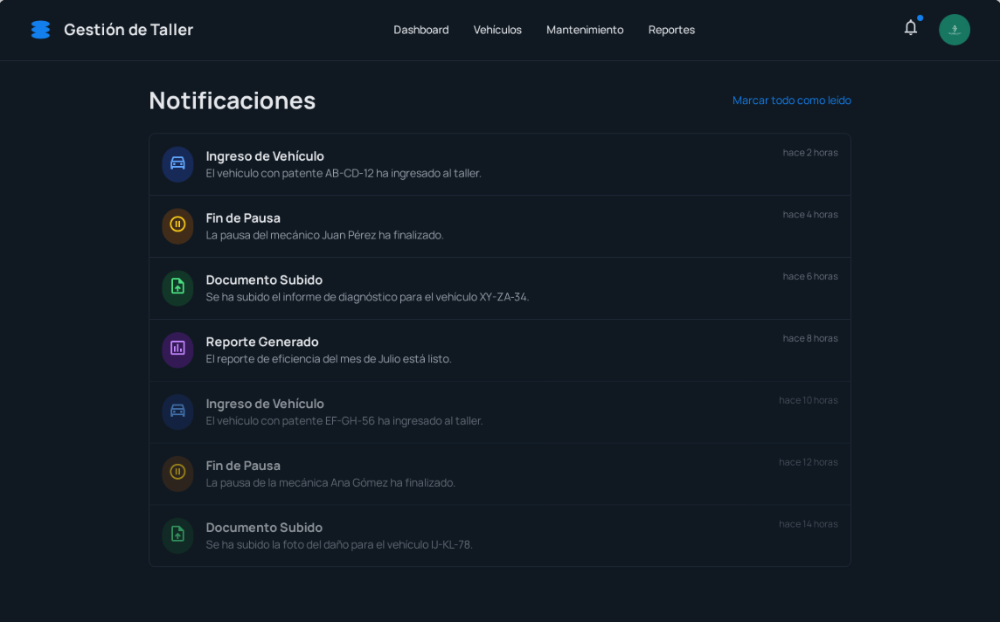 Gestión de Taller
Dashboard
Vehículos
Mantenimiento
Reportes
Notificaciones
Marcar todo como leído
Ingreso de Vehículo
hace 2 horas
El vehículo con patente AB-CD-12 ha ingresado al taller.
Fin de Pausa
hace 4 horas
La pausa del mecánico Juan Pérez ha finalizado.
Documento Subido
hace 6 horas
Se ha subido el informe de diagnóstico para el vehículo XY-ZA-34.
Reporte Generado
hace 8 horas
El reporte de eficiencia del mes de Julio está listo.
Ingreso de Vehículo
hace 10 horas
El vehículo con patente EF-GH-56 ha ingresado al taller.
Fin de Pausa
hace 12 horas
La pausa de la mecánica Ana Gómez ha finalizado.
Documento Subido
hace 14 horas
Se ha subido la foto del daño para el vehículo IJ-KL-78.